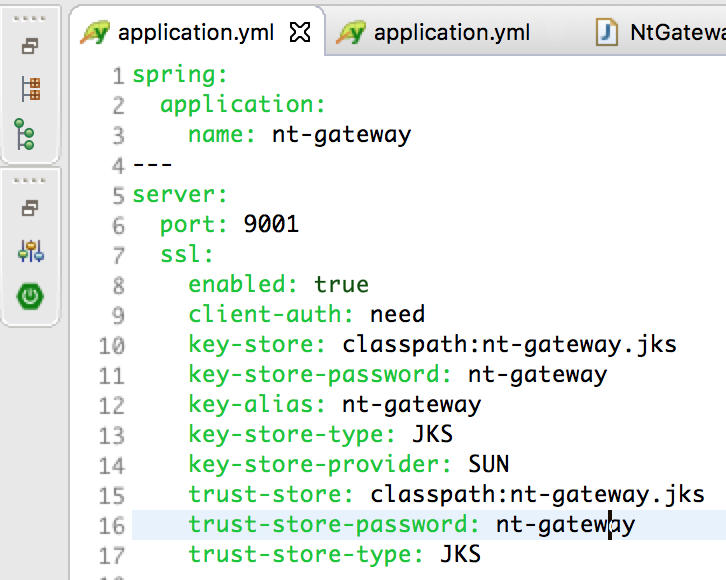 application.yml
application.yml
NtGatewa
1 spring:
2   application:
3     name: nt-gateway
4 ---
5 server:
6   port: 9001
7   ssl:
8     enabled: true
9     client-auth: need
10     key-store: classpath:nt-gateway.jks
11     key-store-password: nt-gateway
12     key-alias: nt-gateway
13     key-store-type: JKS
14     key-store-provider: SUN
15     trust-store: classpath:nt-gateway.jks
16     trust-store-password: nt-gateway
17     trust-store-type: JKS